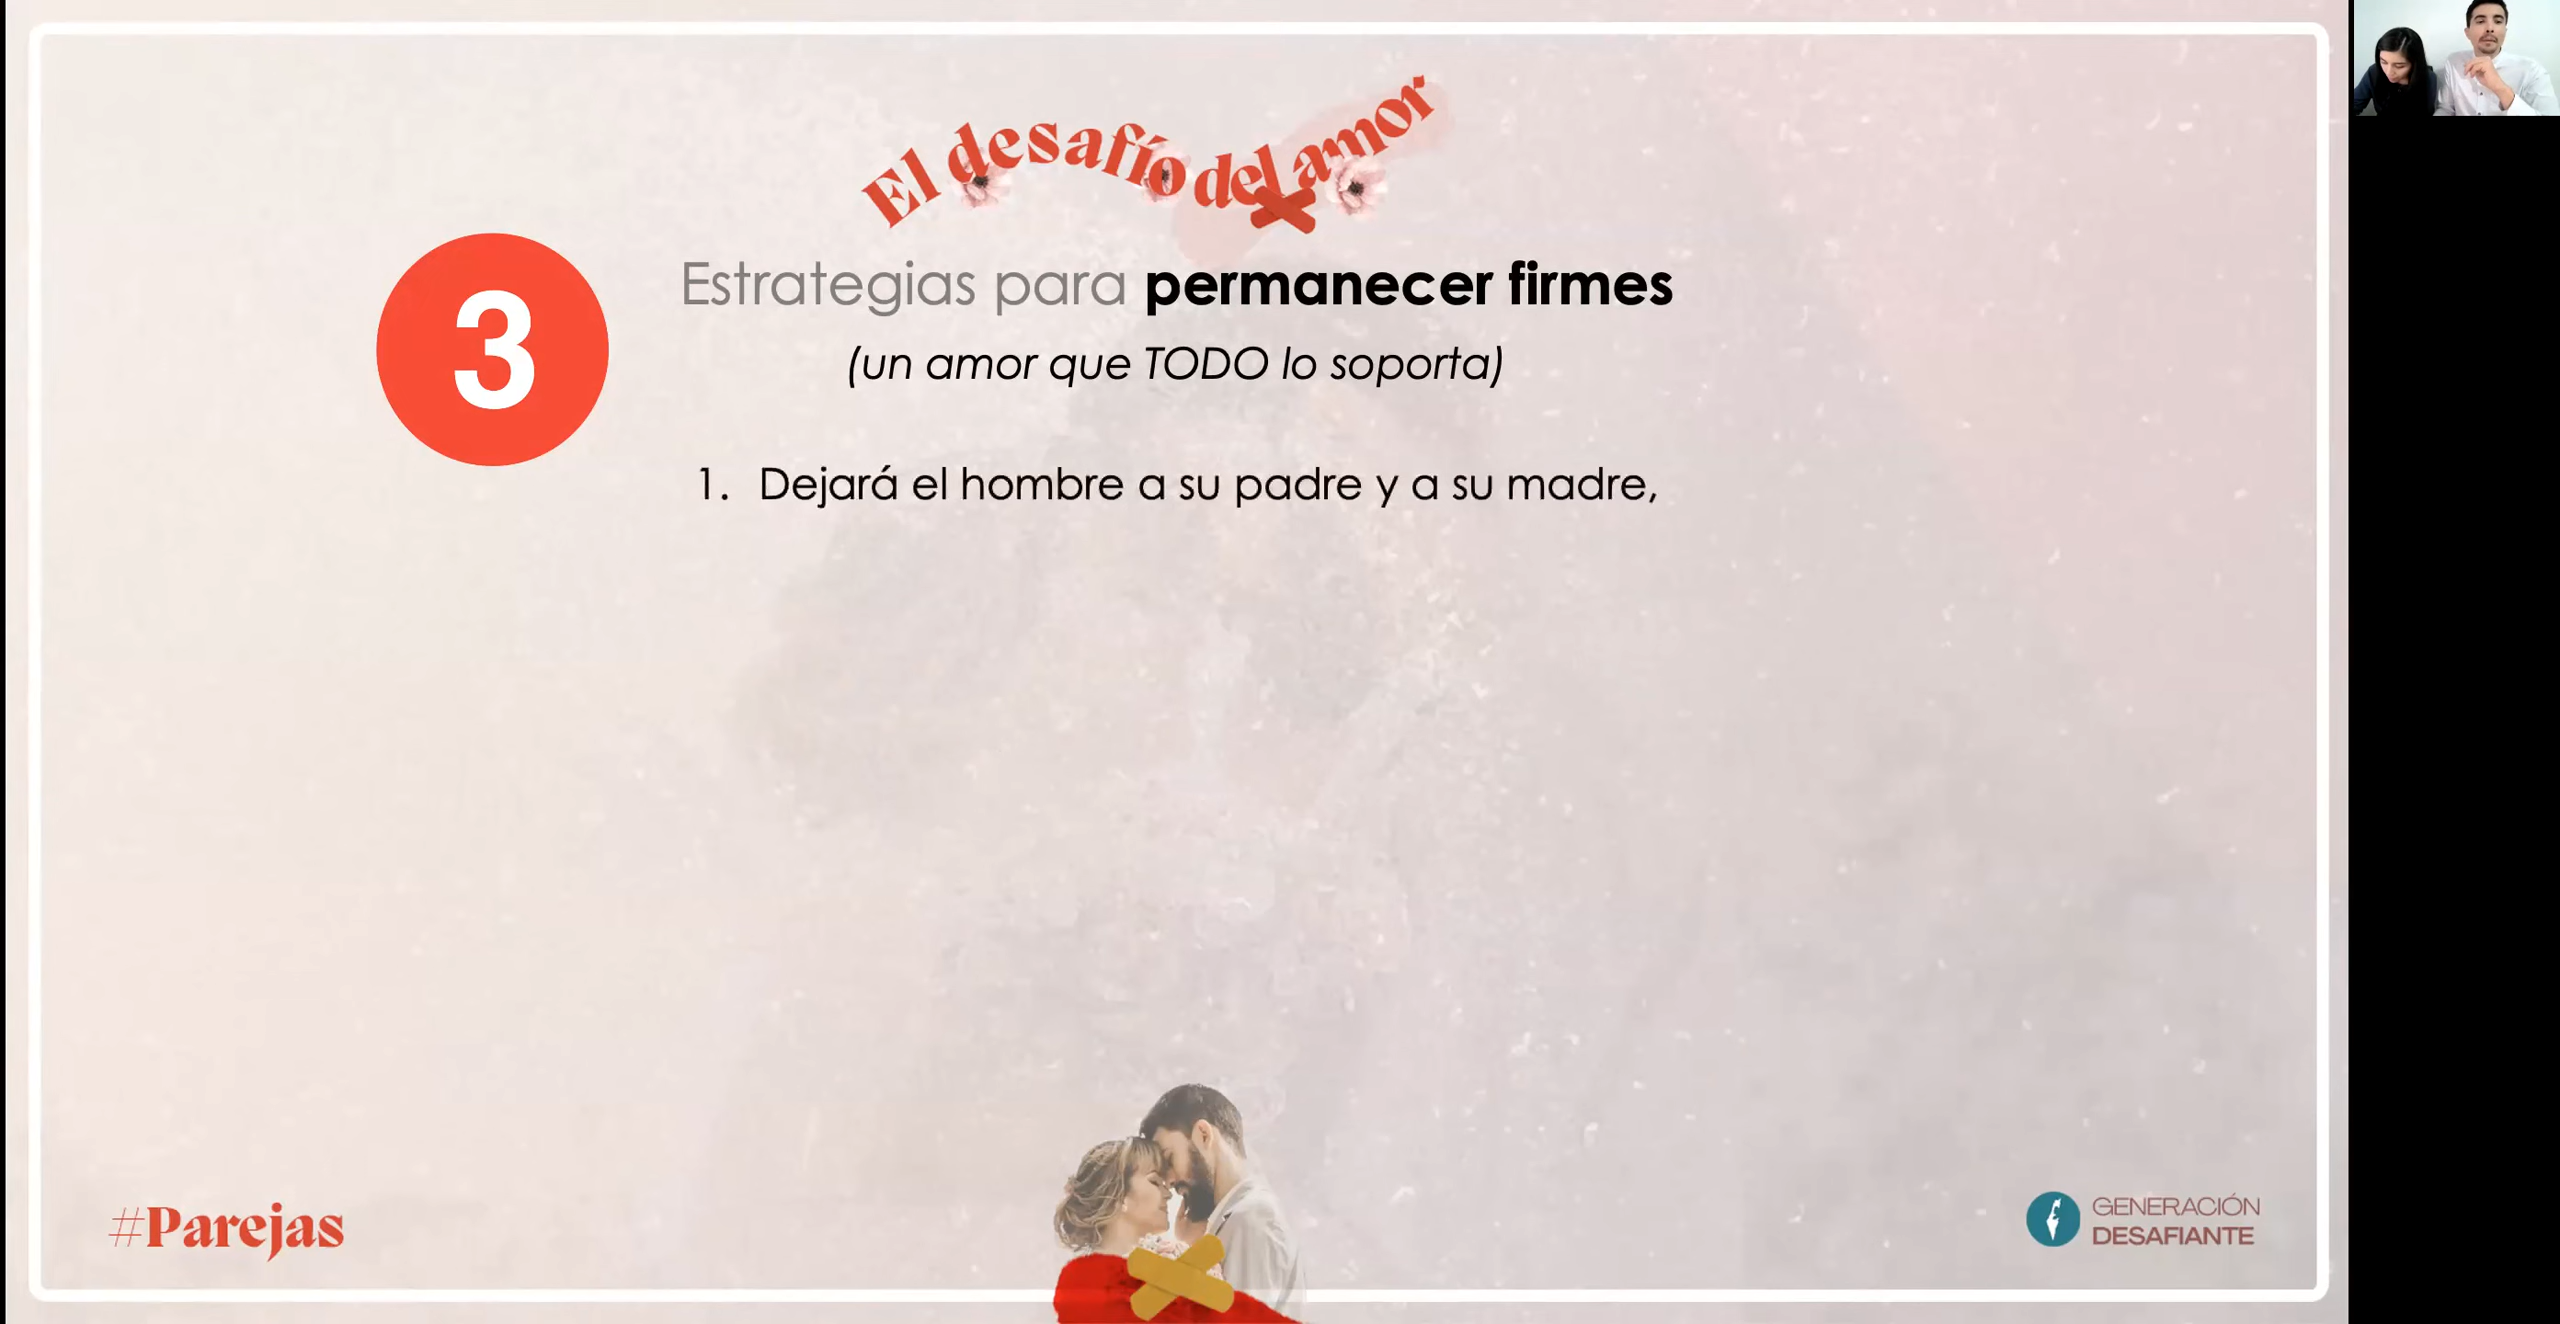 El desafío del amor
3
Estrategias para permanecer firmes
(un amor que TODO lo soporta)
1. Dejará el hombre a su padre y a su madre,
#Parejas
GENERACIÓN
DESAFIANTE